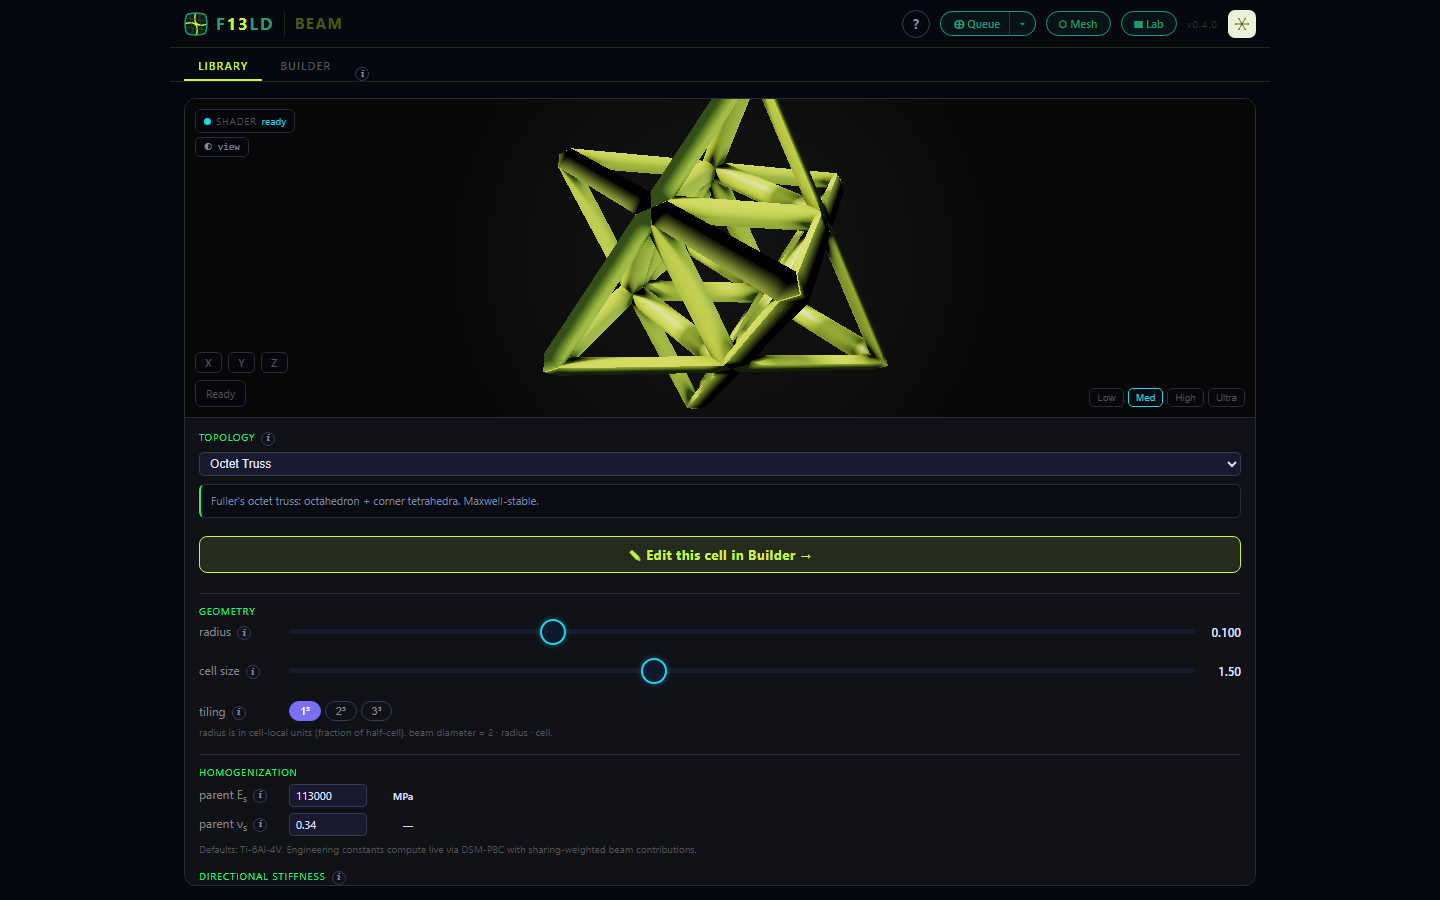 F13LD BEAM
? Queue Mesh Lab v0.4.0
LIBRARY BUILDER i
SHADER ready
view
X Y Z
Ready
Low Med High Ultra
TOPOLOGY i
Octet Truss
Fuller's octet truss: octahedron + corner tetrahedra. Maxwell-stable.
Edit this cell in Builder →
GEOMETRY
radius i 0.100
cell size i 1.50
tiling i 1³ 2³ 3³
radius is in cell-local units (fraction of half-cell). beam diameter = 2 · radius · cell.
HOMOGENIZATION
parent Eₛ i 113000 MPa
parent νₛ i 0.34 —
Defaults: Ti-6Al-4V. Engineering constants compute live via DSM-PBC with sharing-weighted beam contributions.
DIRECTIONAL STIFFNESS i